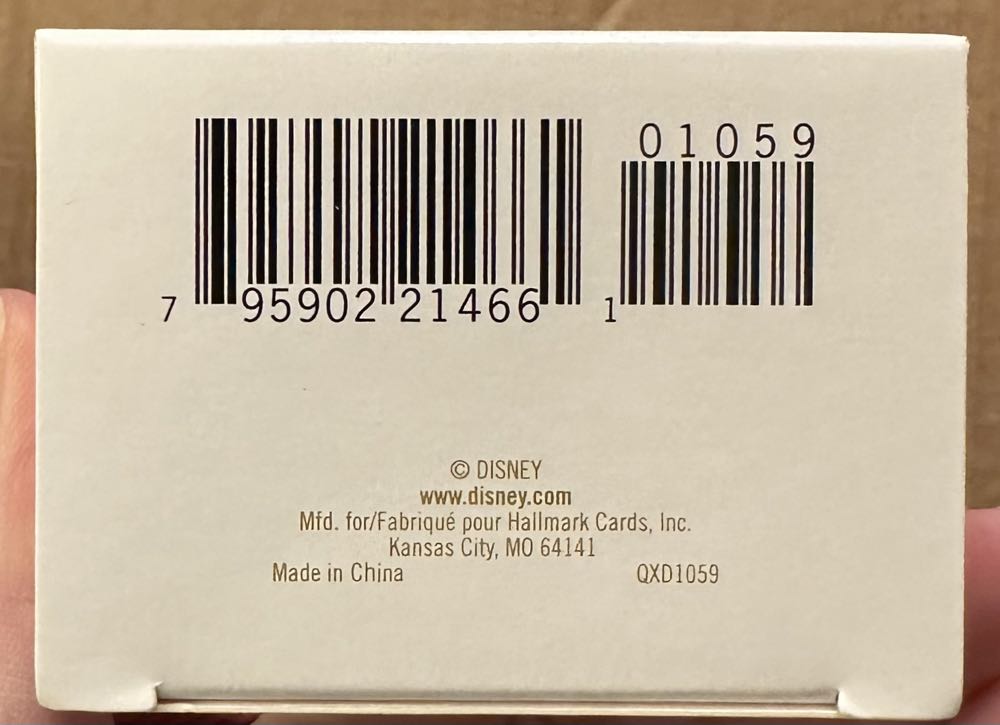 01059
7 95902 21466 1
© DISNEY
www.disney.com
Mfd. for/Fabriqué pour Hallmark Cards, Inc.
Kansas City, MO 64141
Made in China QXD1059